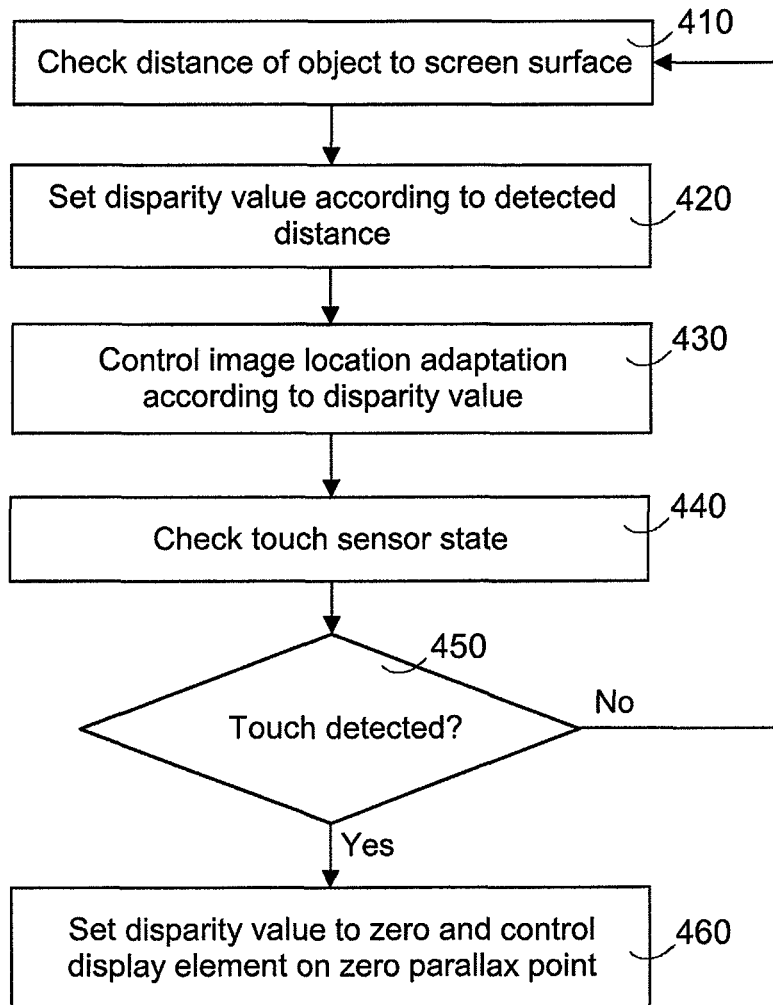 410
Check distance of object to screen surface
Set disparity value according to detected
distance
420
Control image location adaptation
according to disparity value
430
Check touch sensor state
440
450
Touch detected?
No
Yes
Set disparity value to zero and control
display element on zero parallax point
460